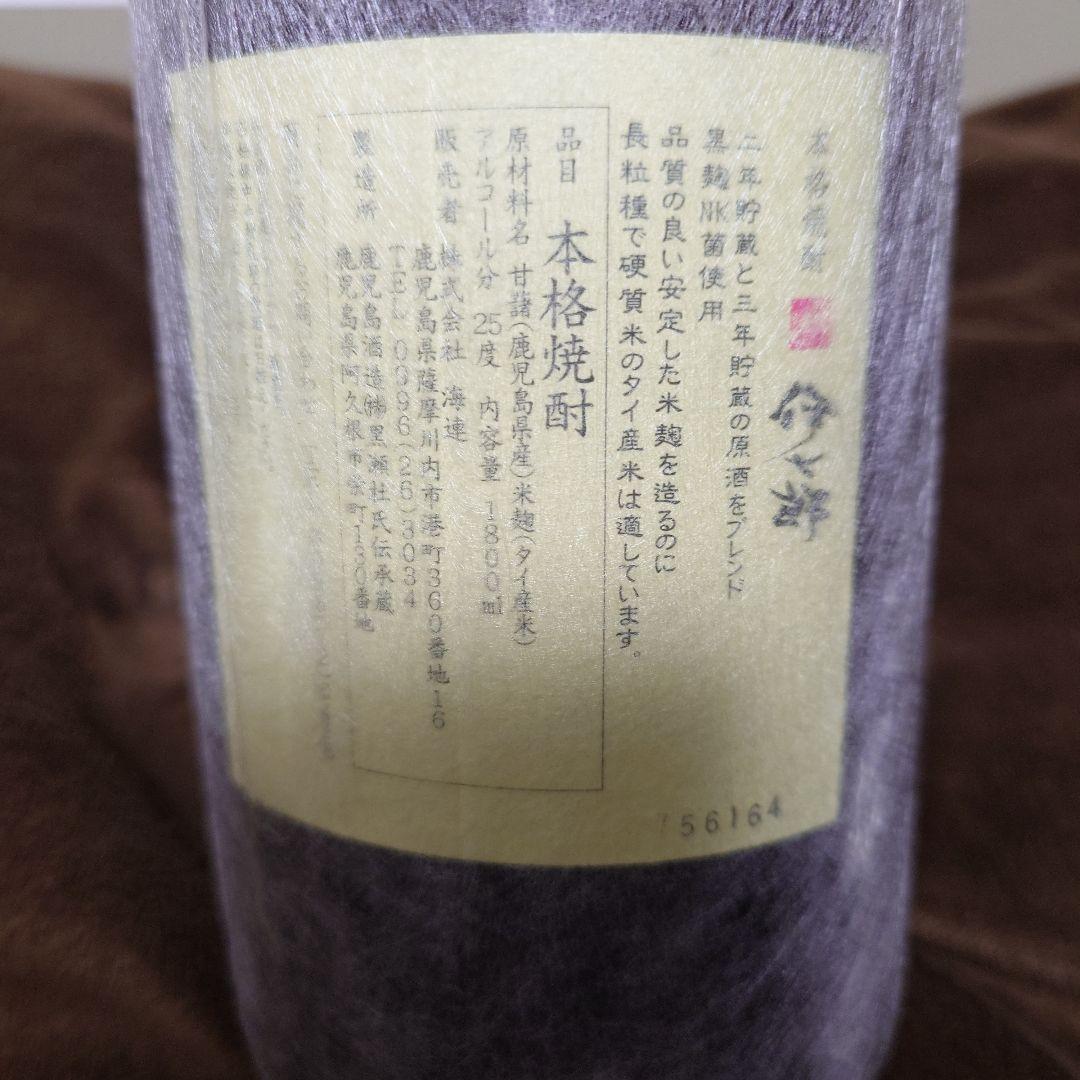 本格焼酎
伊七郎
二年貯蔵と三年貯蔵の原酒をブレンド
黒麹NK菌使用
品質の良い安定した米麹を造るのに
長粒種で硬質米のタイ産米は適しています。
品目 本格焼酎
原材料名 甘諸(鹿児島県産)米麹(タイ産米)
アルコール分 25度 内容量 1800ml
販売者 株式会社 海連
鹿児島県薩摩川内市港町360番地16
TEL 0996(26)3034
製造所 鹿児島酒造㈱黒瀬杜氏伝承蔵
鹿児島県阿久根市栄町130番地
756164